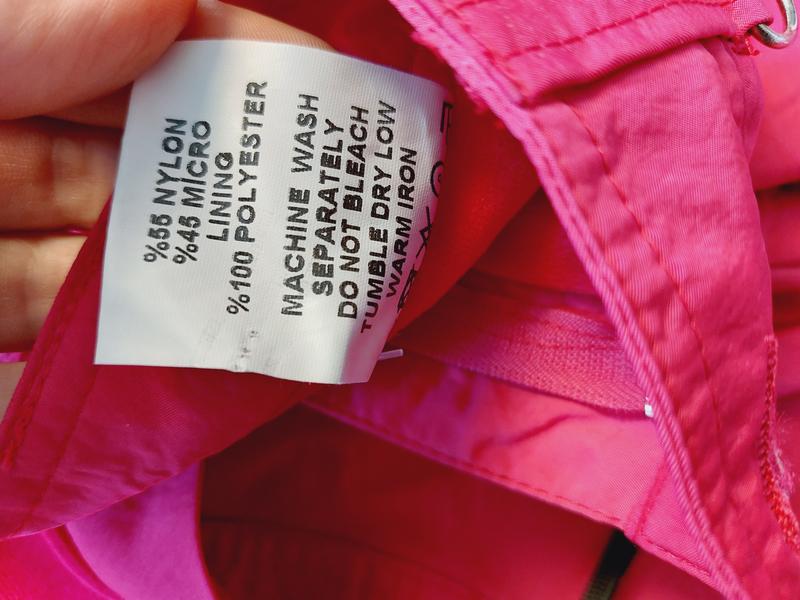 %55 NYLON
%45 MICRO
LINING
%100 POLYESTER
MACHINE WASH
SEPARATELY
DO NOT BLEACH
TUMBLE DRY LOW
WARM IRON